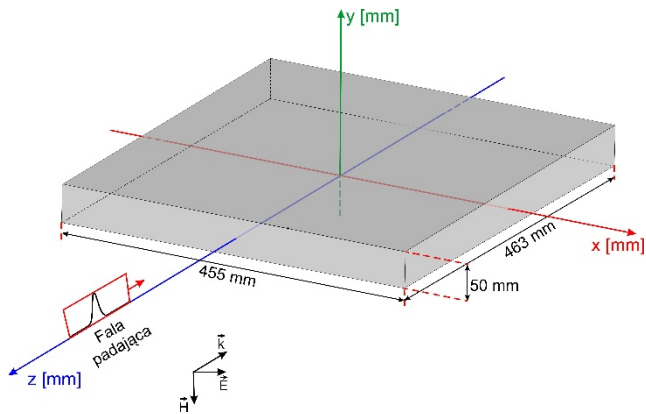 y [mm]
x [mm]
463 mm
455 mm
50 mm
Fala
padająca
z [mm]
k
E
H